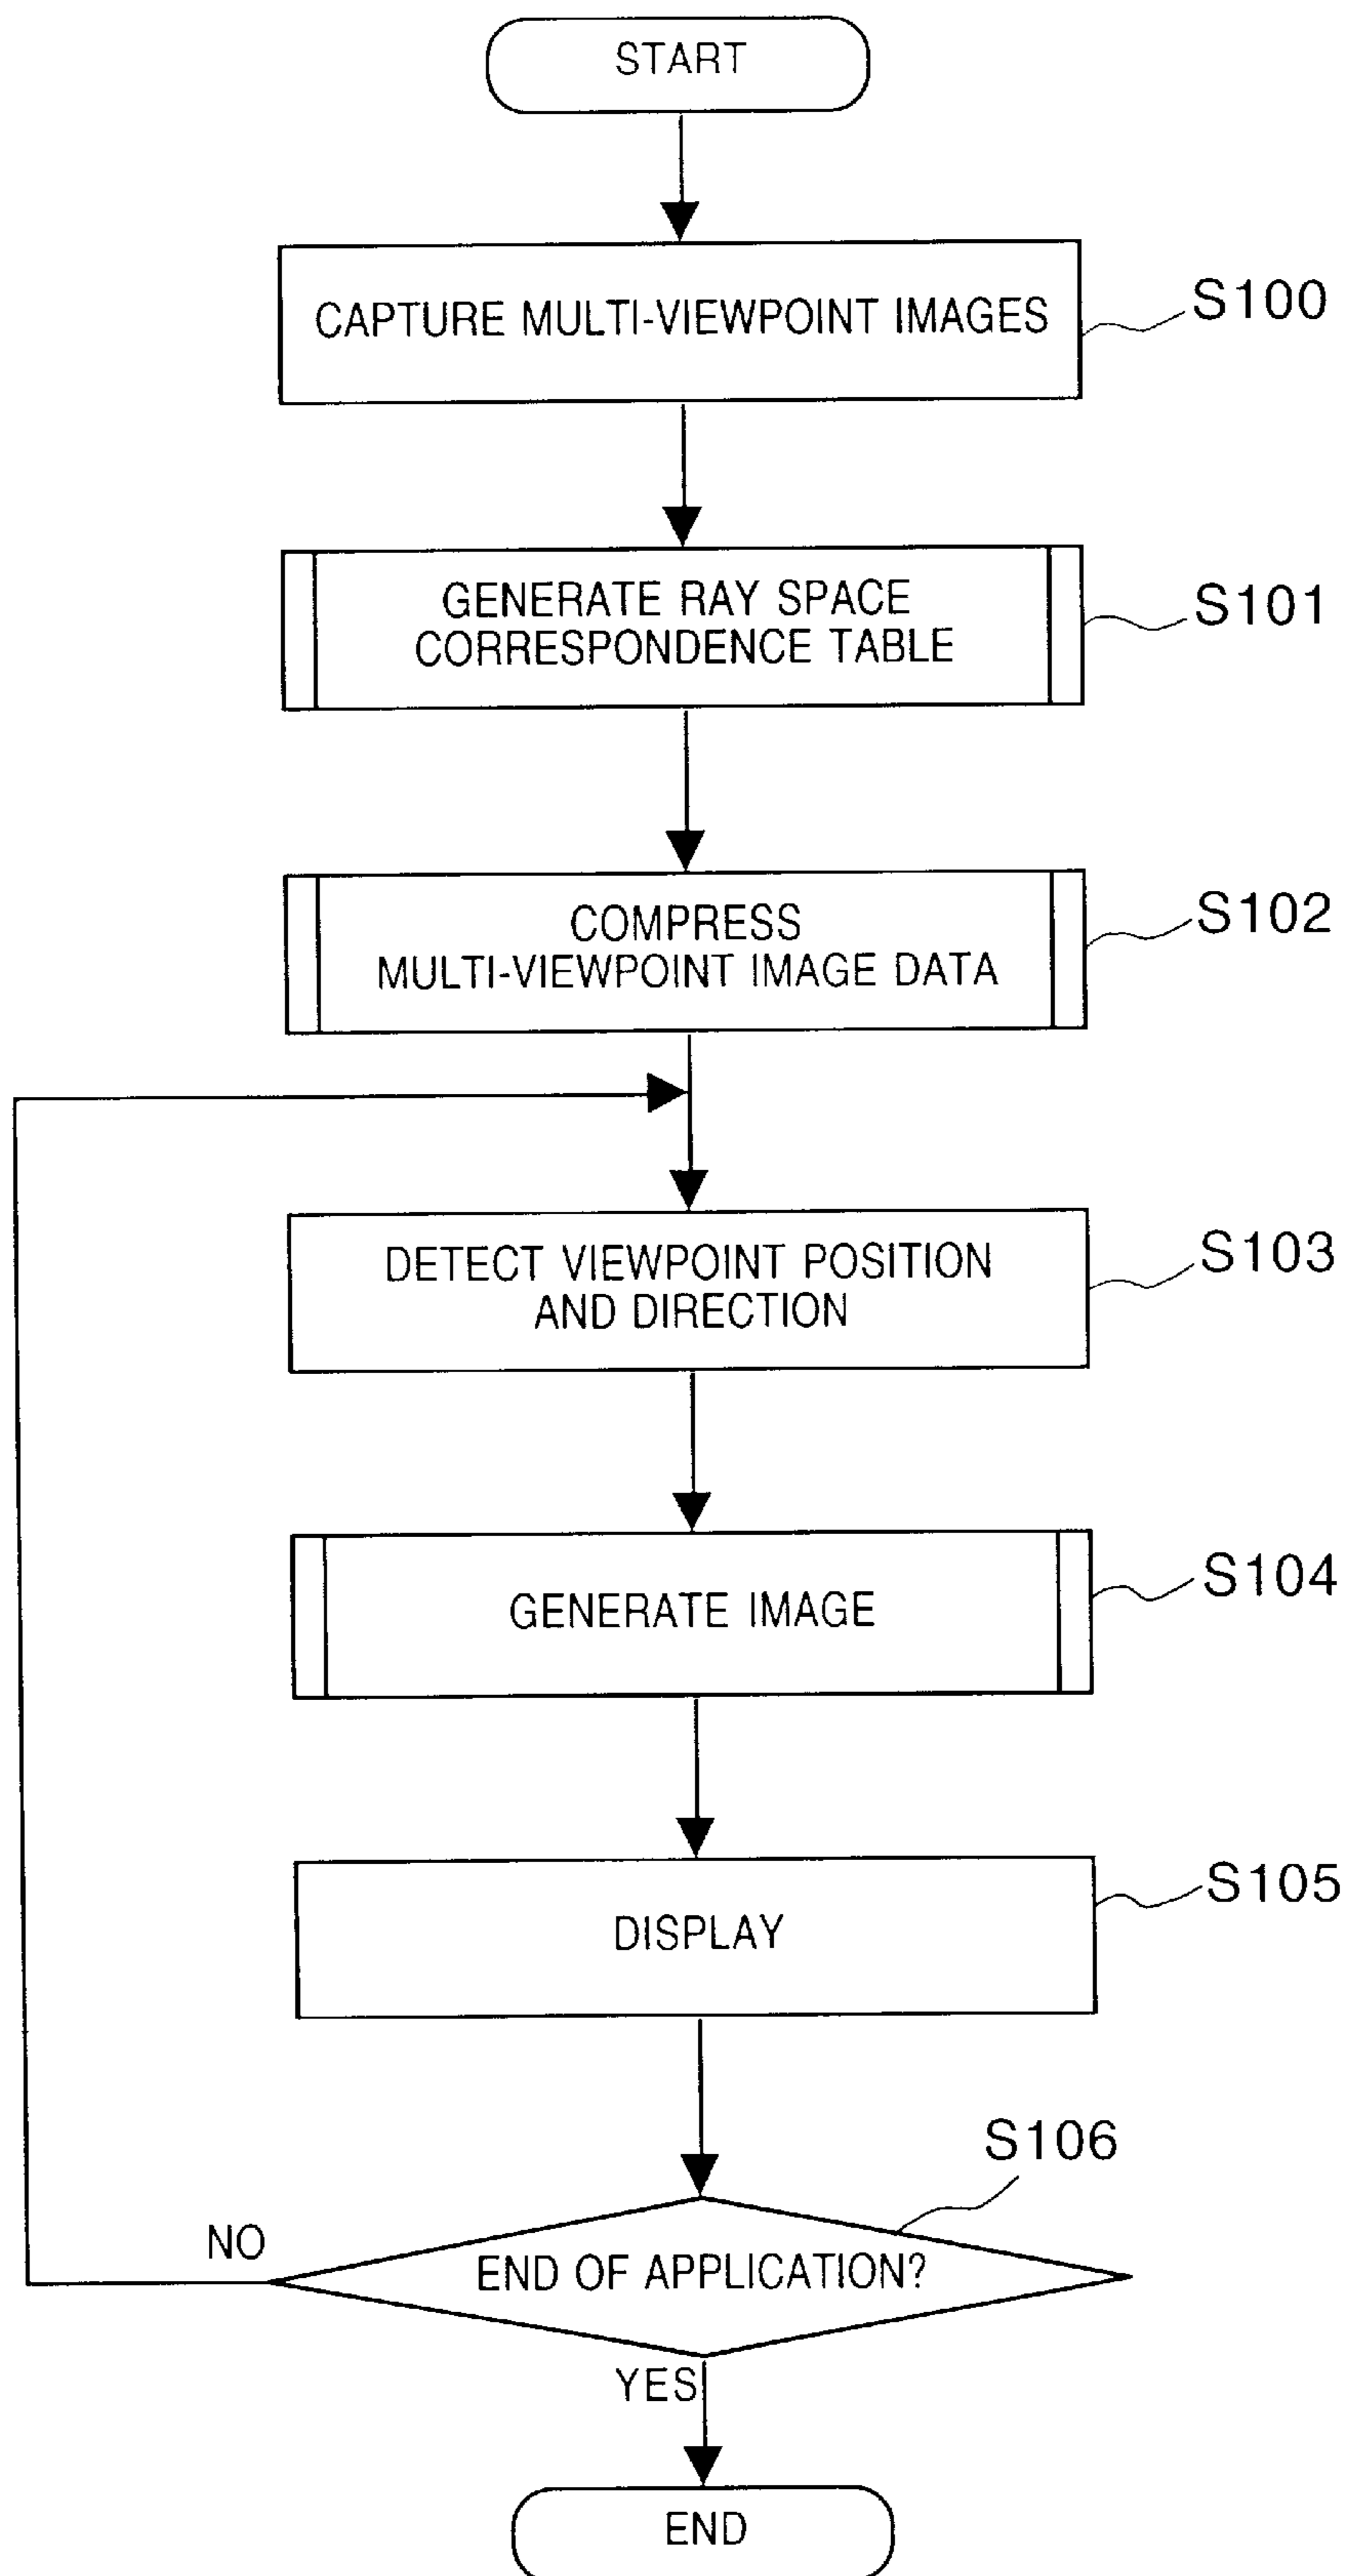 START
CAPTURE MULTI-VIEWPOINT IMAGES
S100
GENERATE RAY SPACE
CORRESPONDENCE TABLE
S101
COMPRESS
MULTI-VIEWPOINT IMAGE DATA
S102
DETECT VIEWPOINT POSITION
AND DIRECTION
S103
GENERATE IMAGE
S104
DISPLAY
S105
S106
NO
END OF APPLICATION?
YES
END